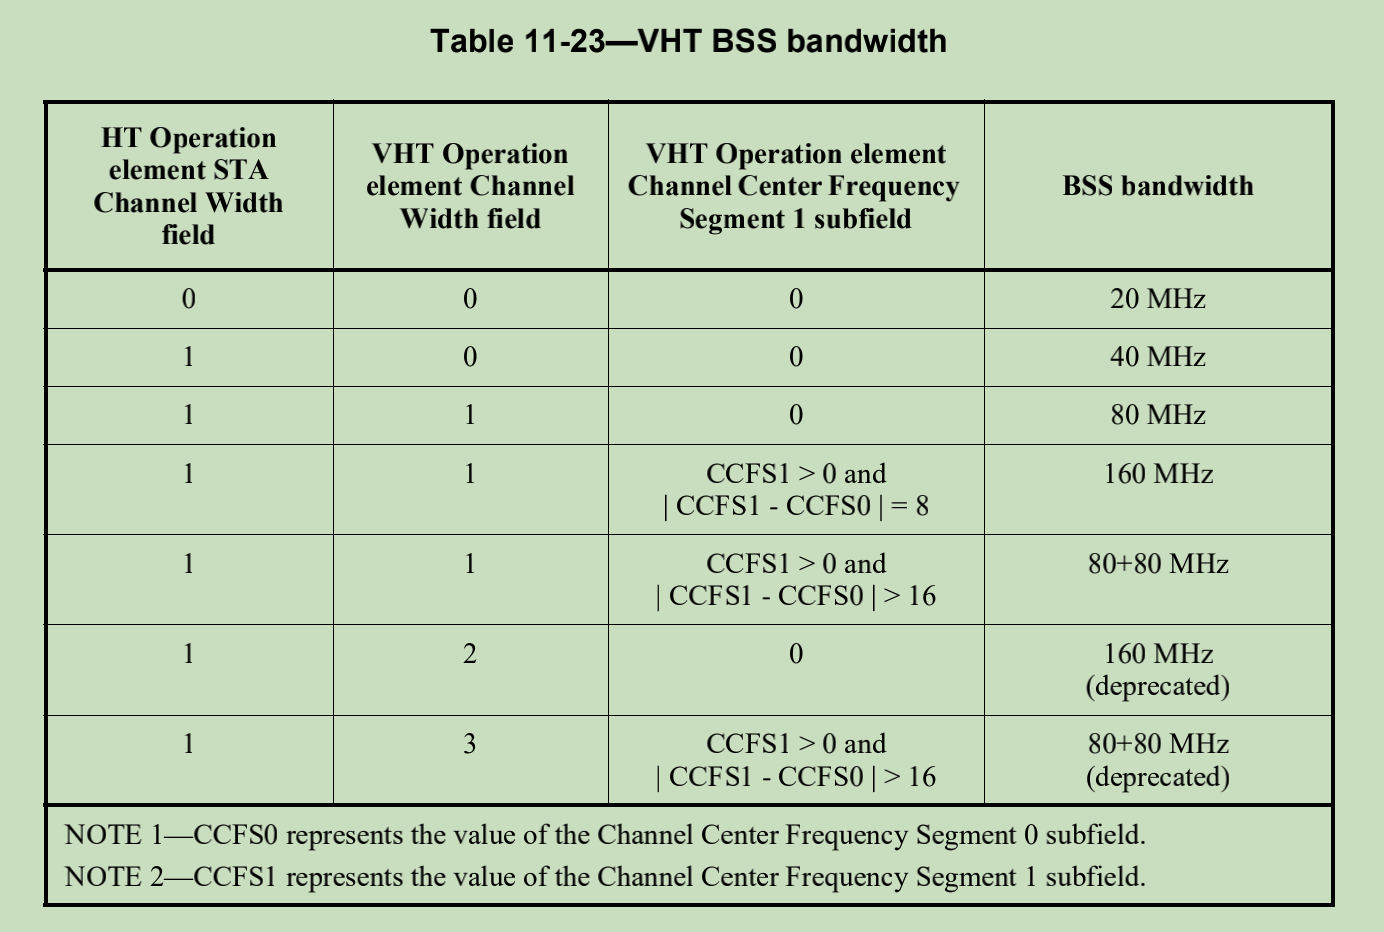 Table 11-23—VHT BSS bandwidth
HT Operation
element STA
Channel Width
field
VHT Operation
element Channel
Width field
VHT Operation element
Channel Center Frequency
Segment 1 subfield
BSS bandwidth
0 0 0 20 MHz
1 0 0 40 MHz
1 1 0 80 MHz
1 1 CCFS1 > 0 and 160 MHz
| CCFS1 - CCFS0 | = 8
1 1 CCFS1 > 0 and 80+80 MHz
| CCFS1 - CCFS0 | > 16
1 2 0 160 MHz
(deprecated)
1 3 CCFS1 > 0 and 80+80 MHz
| CCFS1 - CCFS0 | > 16 (deprecated)
NOTE 1—CCFS0 represents the value of the Channel Center Frequency Segment 0 subfield.
NOTE 2—CCFS1 represents the value of the Channel Center Frequency Segment 1 subfield.